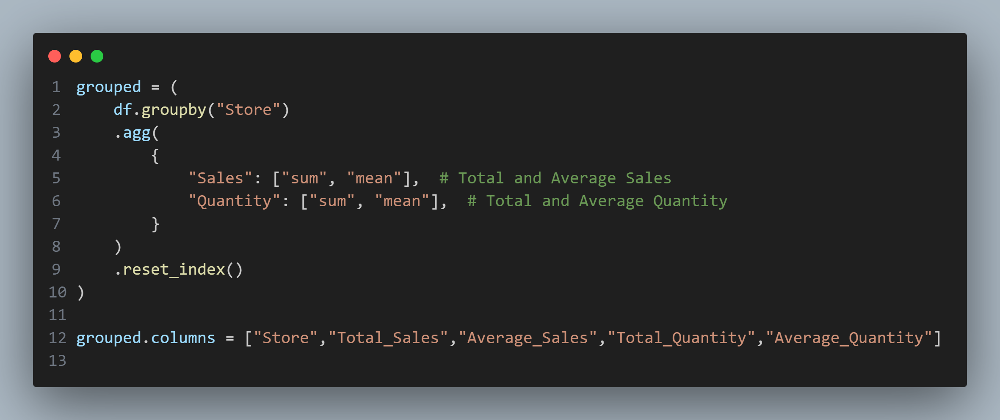 1 grouped = (
2     df.groupby("Store")
3     .agg(
4         {
5             "Sales": ["sum", "mean"],  # Total and Average Sales
6             "Quantity": ["sum", "mean"],  # Total and Average Quantity
7         }
8     )
9     .reset_index()
10 )
11
12 grouped.columns = ["Store","Total_Sales","Average_Sales","Total_Quantity","Average_Quantity"]
13